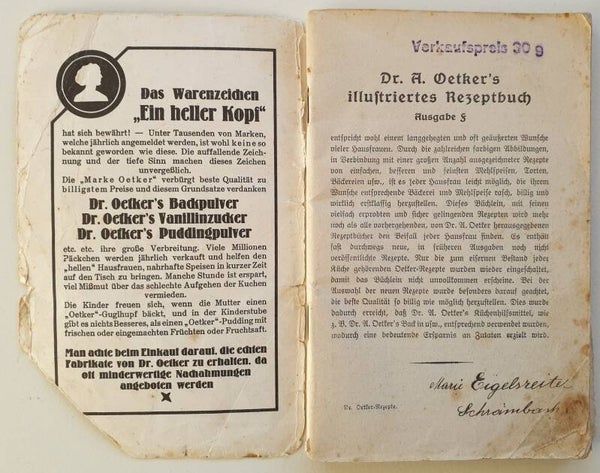 Das Warenzeichen
„Ein heller Kopf“
hat sich bewährt! — Unter Tausenden von Marken,
welche jährlich angemeldet werden, ist wohl keine so
bekannt geworden wie diese. Die auffallende Zeich-
nung und der tiefe Sinn machen dieses Zeichen
unvergeßlich.
Die „Marke Oetker“ verbürgt beste Qualität zu
billigstem Preise und diesem Grundsatze verdanken
Dr. Oetker's Backpulver
Dr. Oetker's Vanillinzucker
Dr. Oetker's Puddingpulver
etc. etc. ihre große Verbreitung. Viele Millionen
Päckchen werden jährlich verkauft und helfen den
„hellen“ Hausfrauen, nahrhafte Speisen in kurzer Zeit
auf den Tisch zu bringen. Manche Stunde ist erspart,
viel Mißmut über das schlechte Aufgehen der Kuchen
vermieden.
Die Kinder freuen sich, wenn die Mutter einen
„Oetker“-Guglhupf bäckt, und in der Kinderstube
gibt es nichts Besseres, als einen „Oetker“-Pudding mit
frischen oder eingemachten Früchten oder Fruchtsaft.
Man achte beim Einkauf darauf, die echten
Fabrikate von Dr. Oetker zu erhalten, da
oft minderwertige Nachahmungen
angeboten werden
Verkaufspreis 30 g
Dr. A. Oetker's
illustriertes Rezeptbuch
Ausgabe F
entspricht wohl einem langgehegten und oft geäußerten Wunsche
vieler Hausfrauen. Durch die zahlreichen farbigen Abbildungen,
in Verbindung mit einer großen Anzahl ausgezeichneter Rezepte
von einfachen, besseren und feinsten Mehlspeisen, Torten,
Bäckereien usw., ist es jeder Hausfrau leicht möglich, die ihrem
Wunsche entsprechende Bäckerei und Mehlspeise rasch, billig und
wirklich erstklassig herzustellen. Dieses Büchlein, mit seinen
vielfach erprobten und sicher gelingenden Rezepten wird mehr
noch als alle vorhergehenden, von Dr. A. Oetker herausgegebenen
Rezeptbücher den Beifall jeder Hausfrau finden. Es enthält
fast durchwegs neue, in früheren Ausgaben noch nicht
veröffentlichte Rezepte. Nur die zum eisernen Bestand jeder
Küche gehörenden Oetker-Rezepte wurden wieder eingeschaltet,
damit das Büchlein nicht unvollkommen erscheine. Bei der
Auswahl der neuen Rezepte wurde besonders darauf geachtet,
die beste Qualität so billig wie möglich herzustellen. Dies wurde
dadurch erreicht, daß Dr. A. Oetker's Küchenhilfsmittel, wie
z. B. Dr. A. Oetker's Backin usw., entsprechend verwendet wurden,
wodurch eine bedeutende Ersparnis an Zutaten erzielt wird.
Marie Eigelsreiter
Schrambach
Dr. Oetker-Rezepte.